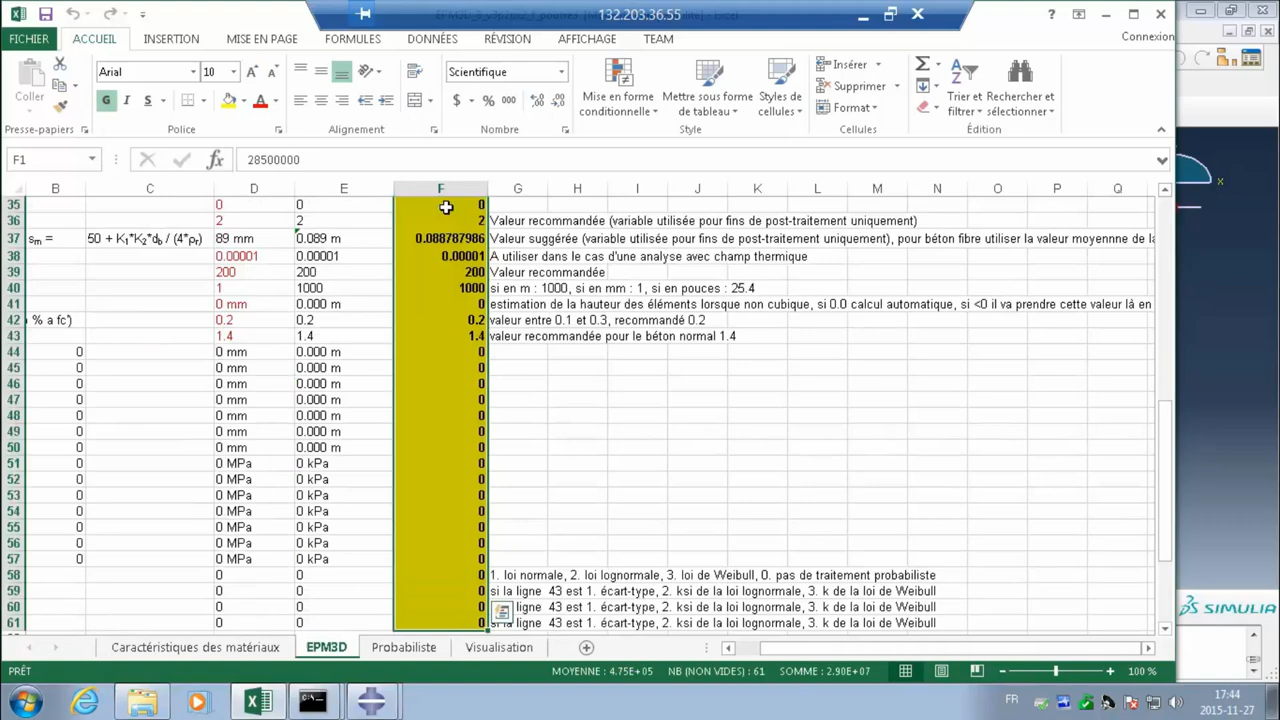 132.203.36.55
FICHIER ACCUEIL INSERTION MISE EN PAGE FORMULES DONNÉES RÉVISION AFFICHAGE TEAM Connexion
Coller Arial 10 A A Scientifique Mise en forme conditionnelle Mettre sous forme de tableau Styles de cellules Insérer Supprimer Format Trier et filtrer Rechercher et sélectionner
G I S $ % 000
Presse-papiers Police Alignement Nombre Style Cellules Édition
F1 fx 28500000
B C D E F G H I J K L M N O P Q
35 0 0 0
36 2 2 2 Valeur recommandée (variable utilisée pour fins de post-traitement uniquement)
37 sm = 50 + K1*K2*db / (4*ρr) 89 mm 0.089 m 0.088787986 Valeur suggérée (variable utilisée pour fins de post-traitement uniquement), pour béton fibre utiliser la valeur moyennne de la
38 0.00001 0.00001 0.00001 A utiliser dans le cas d'une analyse avec champ thermique
39 200 200 200 Valeur recommandée
40 1 1000 1000 si en m : 1000, si en mm : 1, si en pouces : 25.4
41 0 mm 0.000 m 0 estimation de la hauteur des éléments lorsque non cubique, si 0.0 calcul automatique, si <0 il va prendre cette valeur là en
42 % a fc') 0.2 0.2 0.2 valeur entre 0.1 et 0.3, recommandé 0.2
43 1.4 1.4 1.4 valeur recommandée pour le béton normal 1.4
44 0 0 mm 0.000 m 0
45 0 0 mm 0.000 m 0
46 0 0 mm 0.000 m 0
47 0 0 mm 0.000 m 0
48 0 0 mm 0.000 m 0
49 0 0 mm 0.000 m 0
50 0 0 mm 0.000 m 0
51 0 0 MPa 0 kPa 0
52 0 0 MPa 0 kPa 0
53 0 0 MPa 0 kPa 0
54 0 0 MPa 0 kPa 0
55 0 0 MPa 0 kPa 0
56 0 0 MPa 0 kPa 0
57 0 0 MPa 0 kPa 0
58 0 0 0 1. loi normale, 2. loi lognormale, 3. loi de Weibull, 0. pas de traitement probabiliste
59 0 0 0 si la ligne 43 est 1. écart-type, 2. ksi de la loi lognormale, 3. k de la loi de Weibull
60 0 0 0 ligne 43 est 1. écart-type, 2. ksi de la loi lognormale, 3. k de la loi de Weibull
61 0 0 0 si la ligne 43 est 1. écart-type, 2. ksi de la loi lognormale, 3. k de la loi de Weibull
SIMULIA
Caractéristiques des matériaux EPM3D Probabiliste Visualisation
PRÊT MOYENNE : 4.75E+05 NB (NON VIDES) : 61 SOMME : 2.90E+07 100 %
FR 17:44
2015-11-27